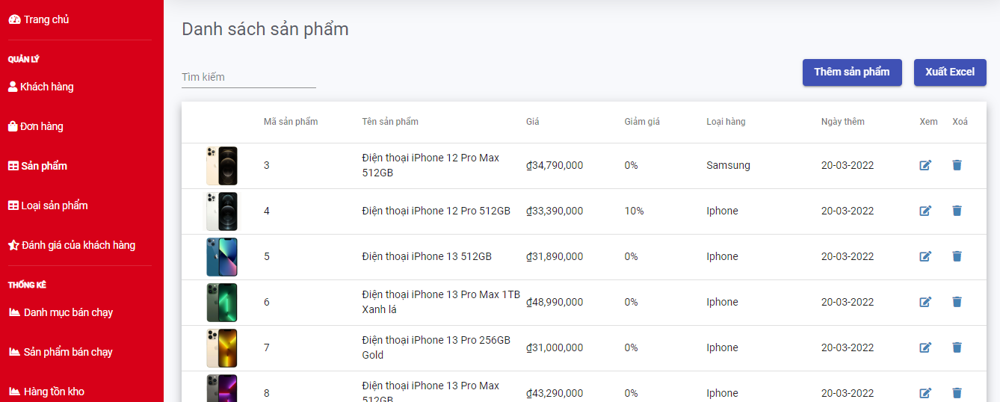 Trang chủ
QUẢN LÝ
Khách hàng
Đơn hàng
Sản phẩm
Loại sản phẩm
Đánh giá của khách hàng
THỐNG KÊ
Danh mục bán chạy
Sản phẩm bán chạy
Hàng tồn kho
Danh sách sản phẩm
Tìm kiếm
Thêm sản phẩm Xuất Excel
Mã sản phẩm Tên sản phẩm Giá Giảm giá Loại hàng Ngày thêm Xem Xoá
3 Điện thoại iPhone 12 Pro Max ₫34,790,000 0% Samsung 20-03-2022
512GB
4 Điện thoại iPhone 12 Pro 512GB ₫33,390,000 10% Iphone 20-03-2022
5 Điện thoại iPhone 13 512GB ₫31,890,000 0% Iphone 20-03-2022
6 Điện thoại iPhone 13 Pro Max 1TB ₫48,990,000 0% Iphone 20-03-2022
Xanh lá
7 Điện thoại iPhone 13 Pro 256GB ₫31,000,000 0% Iphone 20-03-2022
Gold
8 Điện thoại iPhone 13 Pro Max ₫43,290,000 0% Iphone 20-03-2022
512GB